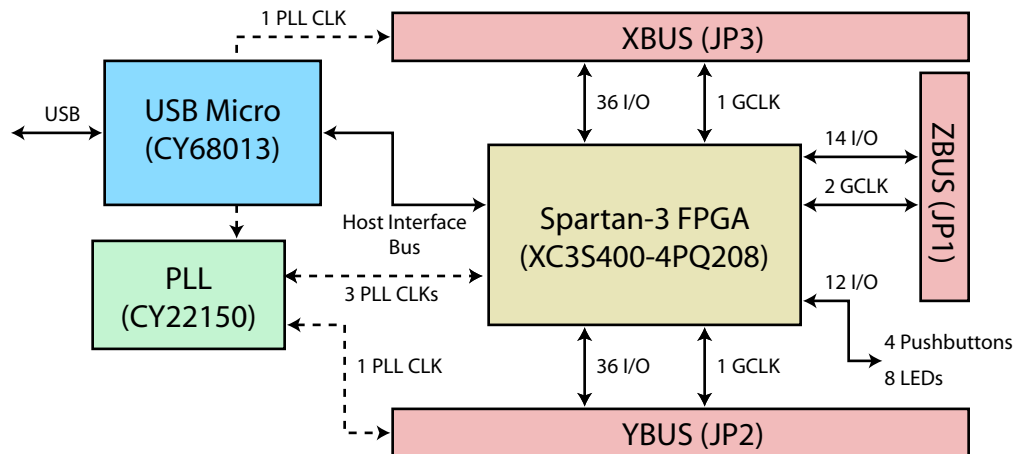 1 PLL CLK
XBUS (JP3)
36 I/O
1 GCLK
USB
USB Micro
(CY68013)
14 I/O
2 GCLK
ZBUS (JP1)
Host Interface
Bus
Spartan-3 FPGA
(XC3S400-4PQ208)
PLL
(CY22150)
3 PLL CLKs
12 I/O
4 Pushbuttons
8 LEDs
1 PLL CLK
36 I/O
1 GCLK
YBUS (JP2)